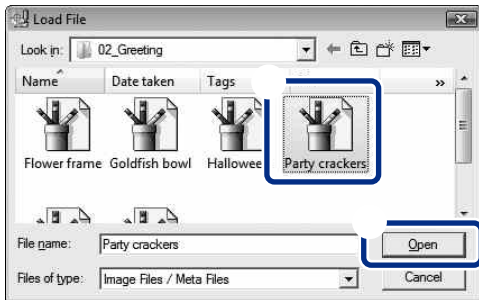 Load File
Look in: 02_Greeting
Name Date taken Tags »
Flower frame Goldfish bowl Hallowee Party crackers
File name: Party crackers Open
Files of type: Image Files / Meta Files Cancel